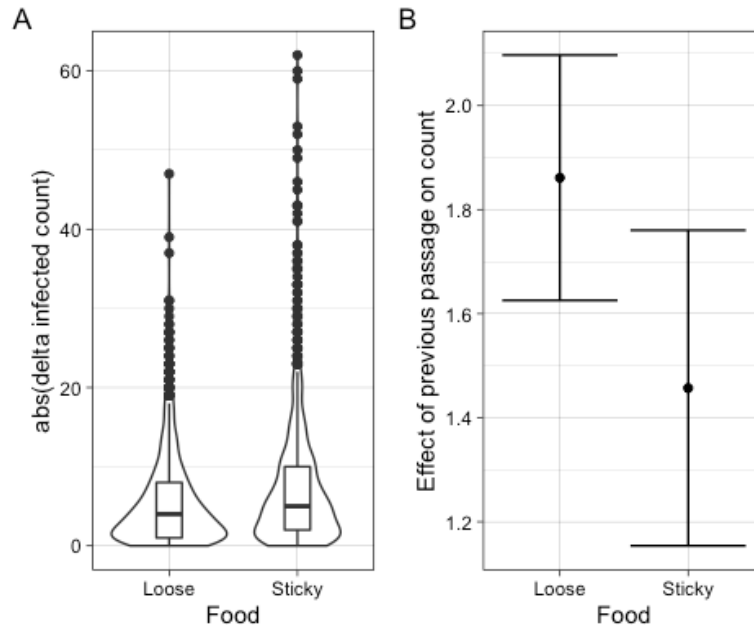 A
abs(delta infected count)
60
40
20
0
Loose
Sticky
Food
B
Effect of previous passage on count
2.0
1.8
1.6
1.4
1.2
Loose
Sticky
Food